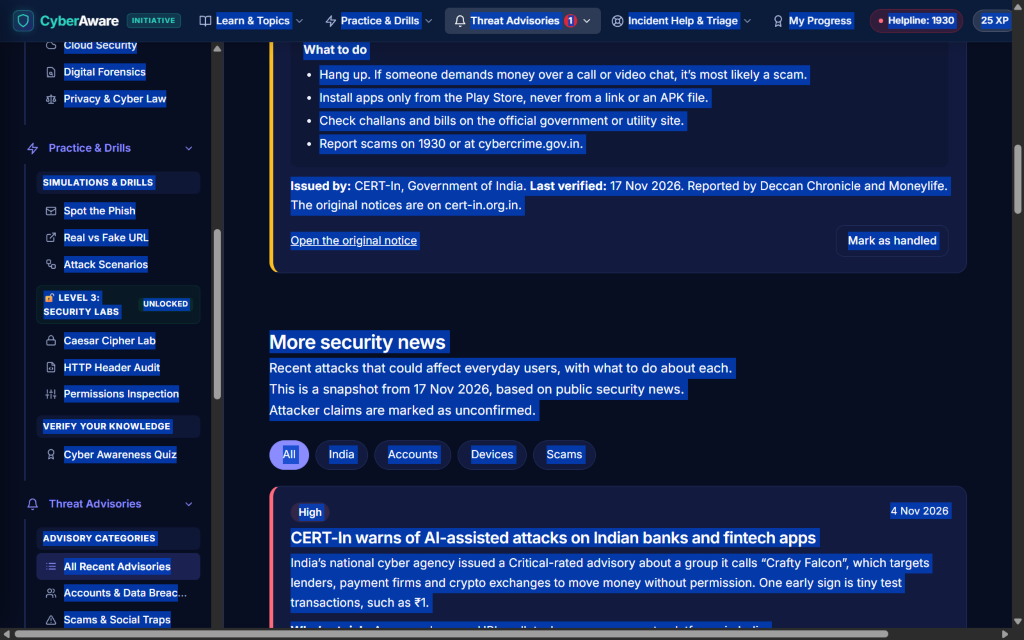 CyberAware INITIATIVE
Learn & Topics
Practice & Drills
Threat Advisories 1
Incident Help & Triage
My Progress
Helpline: 1930
25 XP
Cloud Security
Digital Forensics
Privacy & Cyber Law
Practice & Drills
SIMULATIONS & DRILLS
Spot the Phish
Real vs Fake URL
Attack Scenarios
LEVEL 3:
SECURITY LABS
UNLOCKED
Caesar Cipher Lab
HTTP Header Audit
Permissions Inspection
VERIFY YOUR KNOWLEDGE
Cyber Awareness Quiz
Threat Advisories
ADVISORY CATEGORIES
All Recent Advisories
Accounts & Data Breac...
Scams & Social Traps
What to do
• Hang up. If someone demands money over a call or video chat, it's most likely a scam.
• Install apps only from the Play Store, never from a link or an APK file.
• Check challans and bills on the official government or utility site.
• Report scams on 1930 or at cybercrime.gov.in.
Issued by: CERT-In, Government of India. Last verified: 17 Nov 2026. Reported by Deccan Chronicle and Moneylife.
The original notices are on cert-in.org.in.
Open the original notice
Mark as handled
More security news
Recent attacks that could affect everyday users, with what to do about each.
This is a snapshot from 17 Nov 2026, based on public security news.
Attacker claims are marked as unconfirmed.
All
India
Accounts
Devices
Scams
High
4 Nov 2026
CERT-In warns of AI-assisted attacks on Indian banks and fintech apps
India's national cyber agency issued a Critical-rated advisory about a group it calls “Crafty Falcon”, which targets
lenders, payment firms and crypto exchanges to move money without permission. One early sign is tiny test
transactions, such as ₹1.